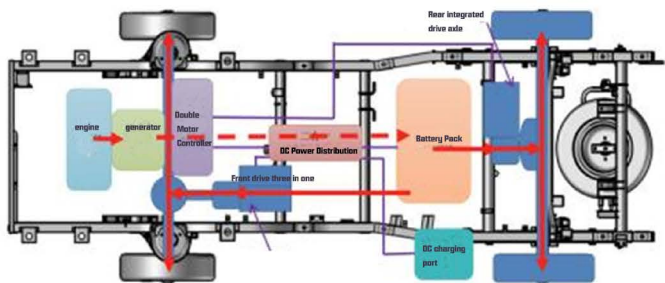 Rear integrated
drive axle
engine
generator
Double
Motor
Controller
DC Power Distribution
Battery Pack
Front drive three in one
DC charging
port